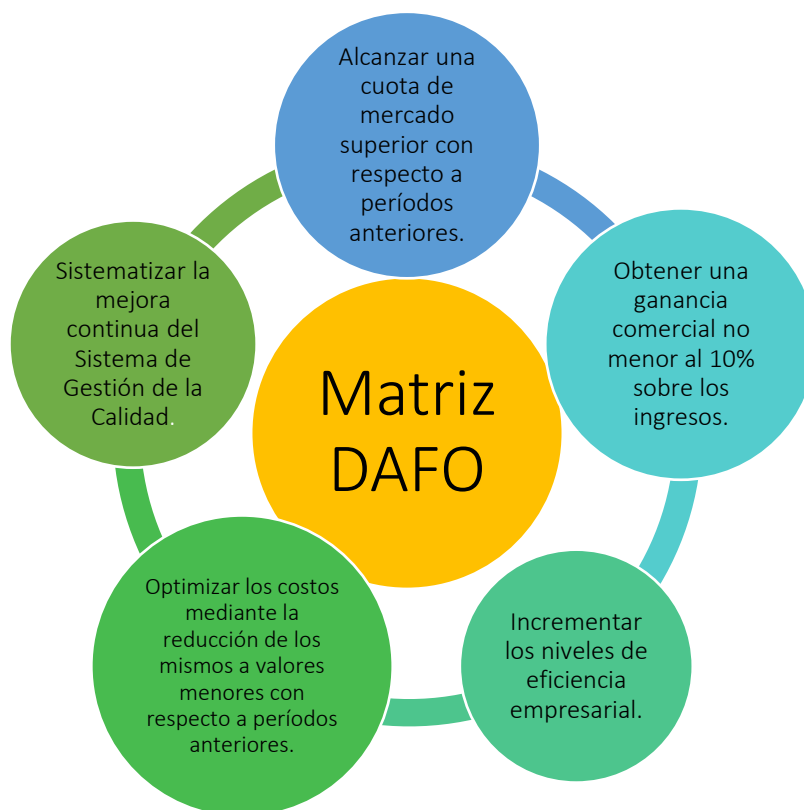 Alcanzar una
cuota de
mercado
superior con
respecto a
períodos
anteriores.
Obtener una
ganancia
comercial no
menor al 10%
sobre los
ingresos.
Incrementar
los niveles de
eficiencia
empresarial.
Optimizar los costos
mediante la
reducción de los
mismos a valores
menores con
respecto a períodos
anteriores.
Sistematizar la
mejora
continua del
Sistema de
Gestión de la
Calidad.
Matriz
DAFO